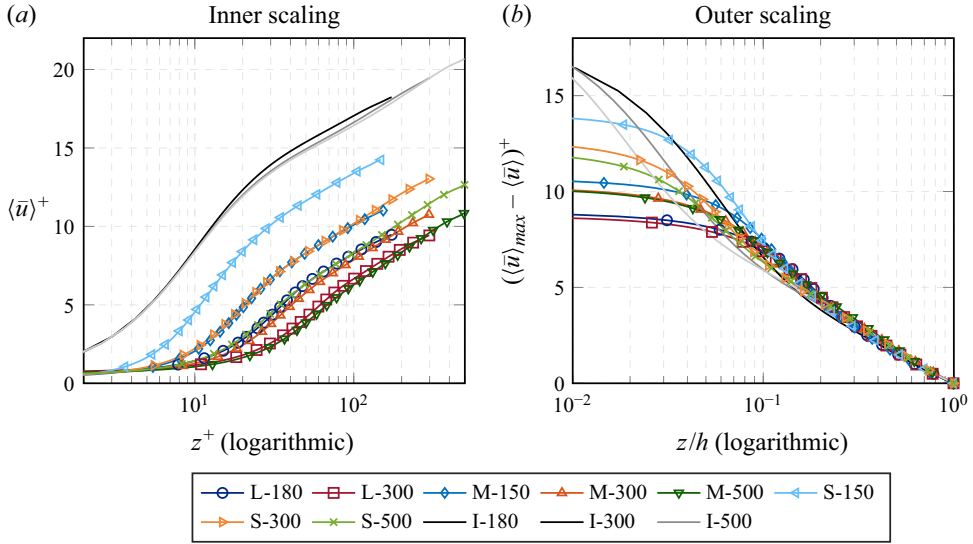 (a) Inner scaling
20
15
10
5
0
⟨ū⟩⁺
10¹ 10²
z⁺ (logarithmic)
(b) Outer scaling
15
10
5
0
(⟨ū⟩max − ⟨ū⟩)⁺
10⁻² 10⁻¹ 10⁰
z/h (logarithmic)
L-180 L-300 M-150 M-300 M-500 S-150
S-300 S-500 I-180 I-300 I-500